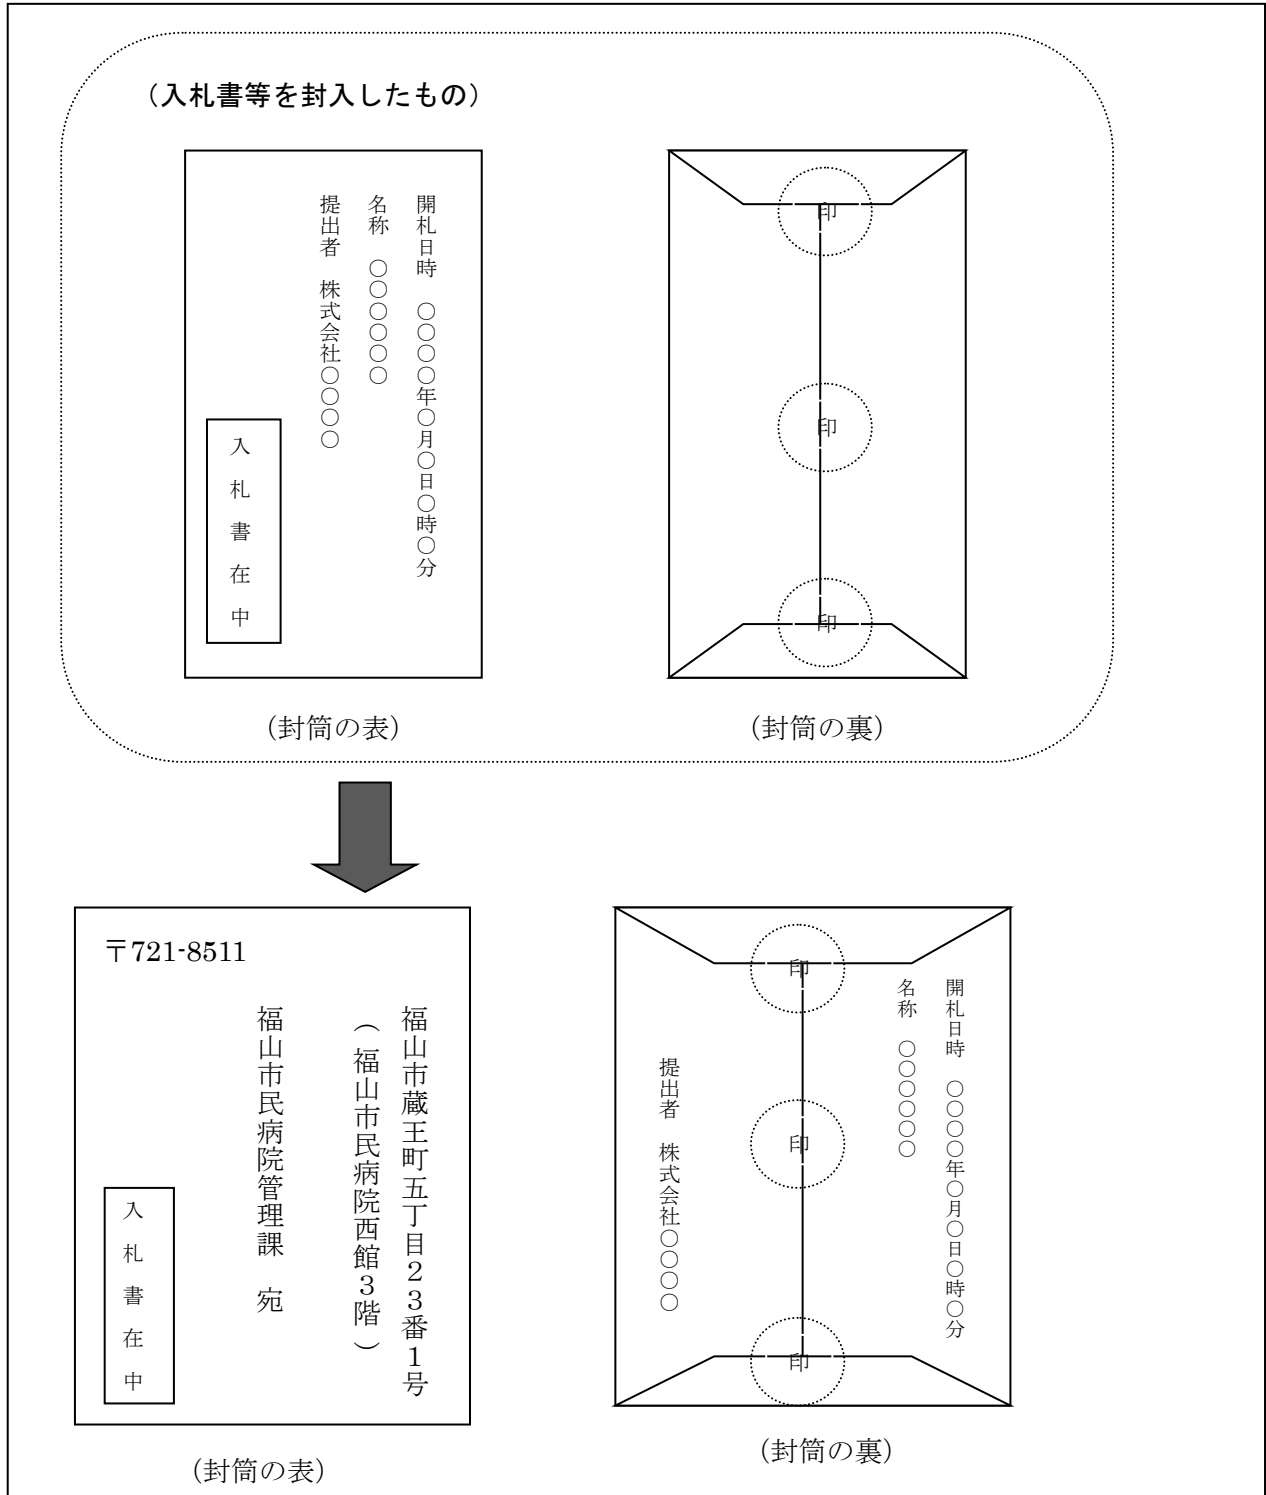 （入札書等を封入したもの）
開札日時　〇〇〇〇年〇月〇日〇時〇分
名称　〇〇〇〇〇〇
提出者　株式会社〇〇〇〇
入札書在中
印
印
印
（封筒の表）
（封筒の裏）
〒721-8511
福山市蔵王町五丁目２３番１号
（福山市民病院西館３階）
福山市民病院管理課　宛
入札書在中
開札日時　〇〇〇〇年〇月〇日〇時〇分
名称　〇〇〇〇〇〇
印
印
印
提出者　株式会社〇〇〇〇
（封筒の表）
（封筒の裏）